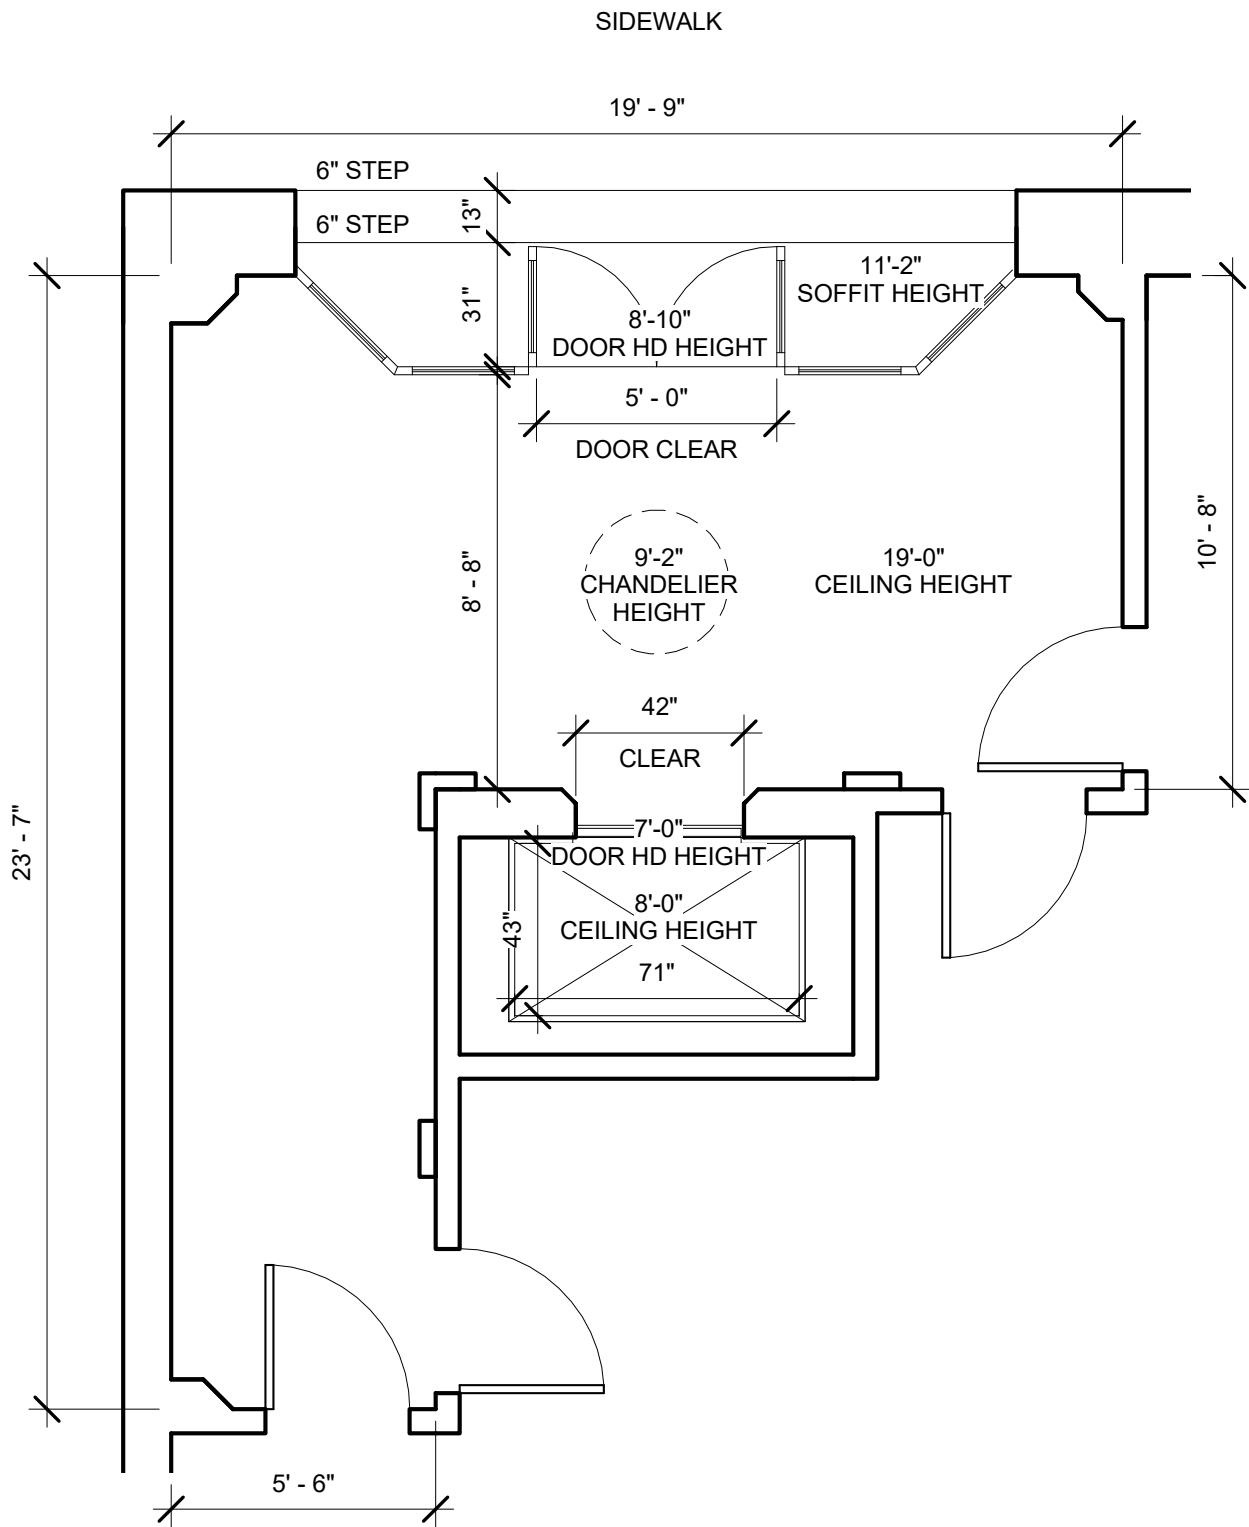 SIDEWALK
19' - 9"
6" STEP
6" STEP
13"
31"
11'-2"
SOFFIT HEIGHT
8'-10"
DOOR HD HEIGHT
5' - 0"
DOOR CLEAR
8' - 8"
9'-2"
CHANDELIER
HEIGHT
19'-0"
CEILING HEIGHT
10' - 8"
42"
CLEAR
23' - 7"
7'-0"
DOOR HD HEIGHT
8'-0"
CEILING HEIGHT
43"
71"
5' - 6"